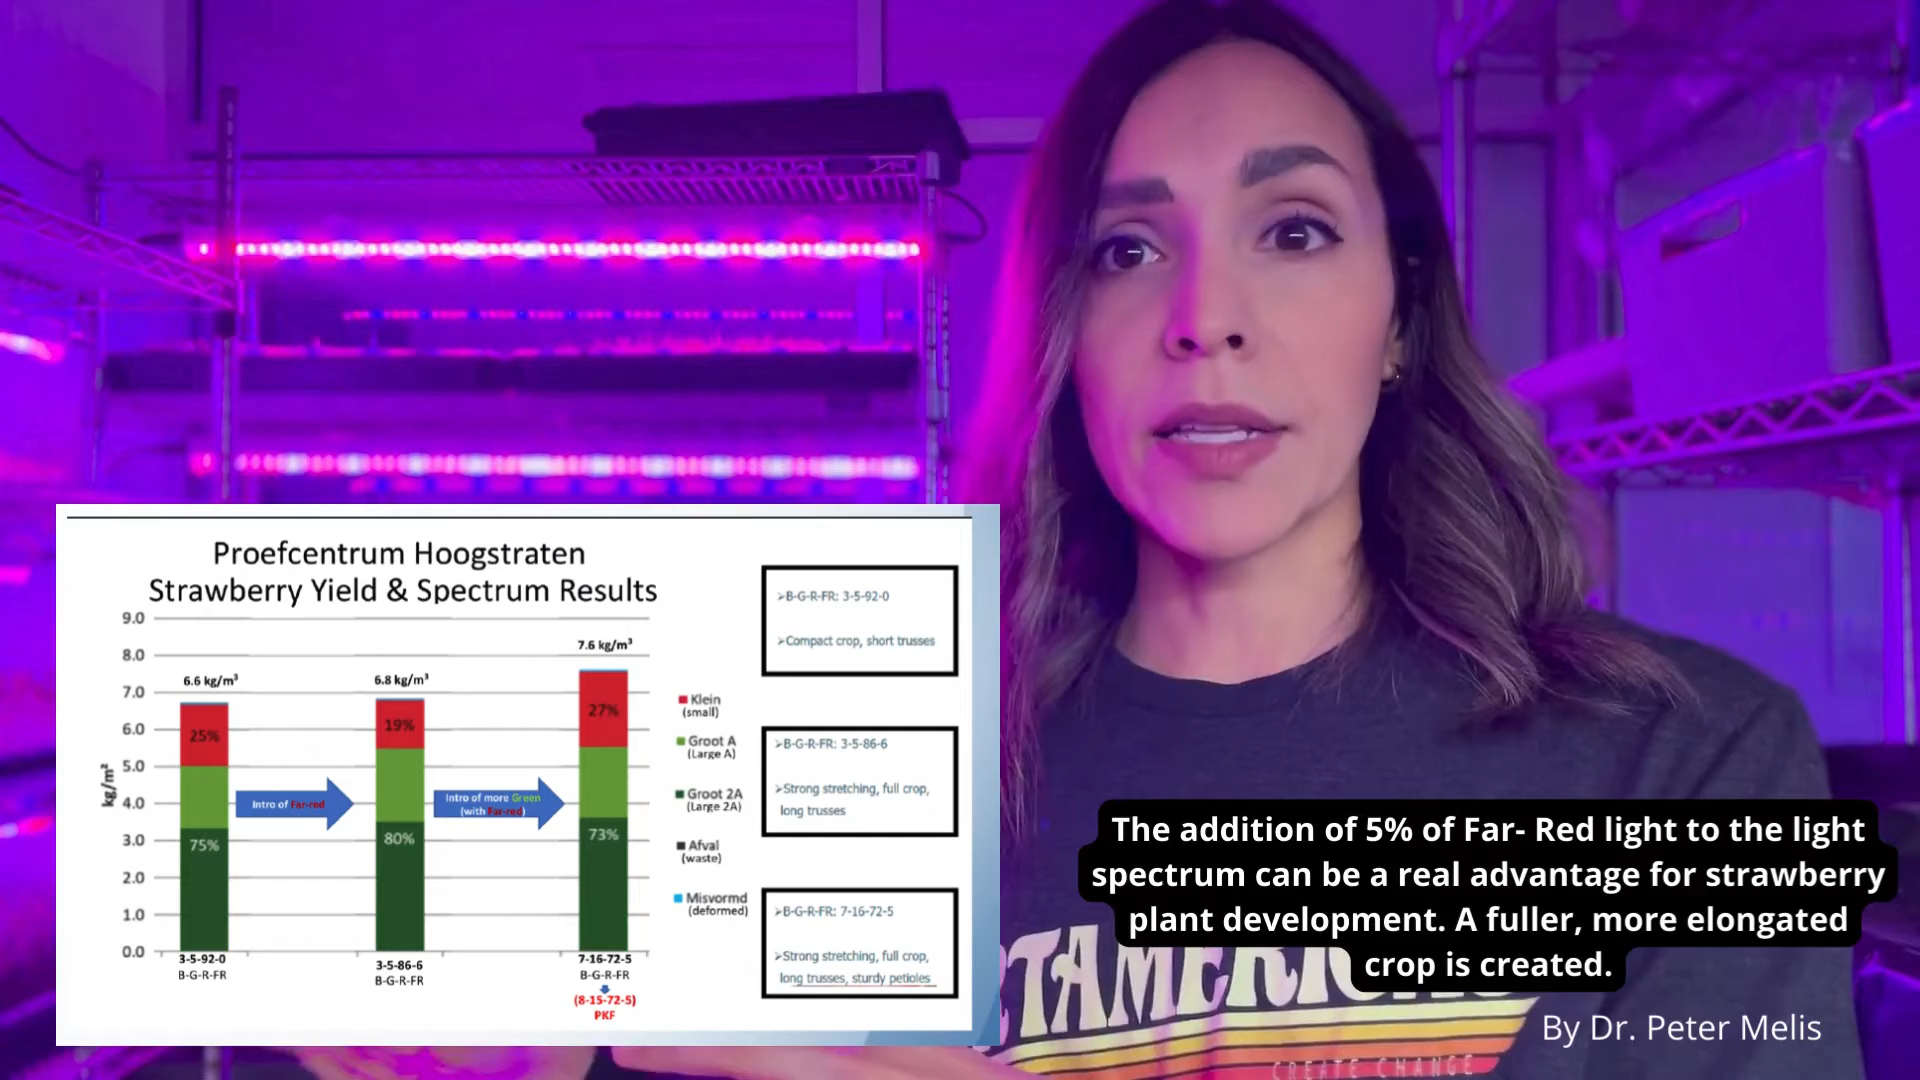 Proefcentrum Hoogstraten
Strawberry Yield & Spectrum Results
9.0
8.0
7.0
6.0
5.0
4.0
3.0
2.0
1.0
0.0
kg/m²
6.6 kg/m³
25%
75%
3-5-92-0
B-G-R-FR
Intro of Far-red
6.8 kg/m³
19%
80%
3-5-86-6
B-G-R-FR
Intro of more Green
(with Far-red)
7.6 kg/m³
27%
73%
7-16-72-5
B-G-R-FR
(8-15-72-5)
PKF
Klein
(small)
Groot A
(Large A)
Groot 2A
(Large 2A)
Afval
(waste)
Misvormd
(deformed)
➢B-G-R-FR: 3-5-92-0
➢Compact crop, short trusses
➢B-G-R-FR: 3-5-86-6
➢Strong stretching, full crop,
long trusses
➢B-G-R-FR: 7-16-72-5
➢Strong stretching, full crop,
long trusses, sturdy petioles
The addition of 5% of Far- Red light to the light
spectrum can be a real advantage for strawberry
plant development. A fuller, more elongated
crop is created.
By Dr. Peter Melis
CREATE CHANGE